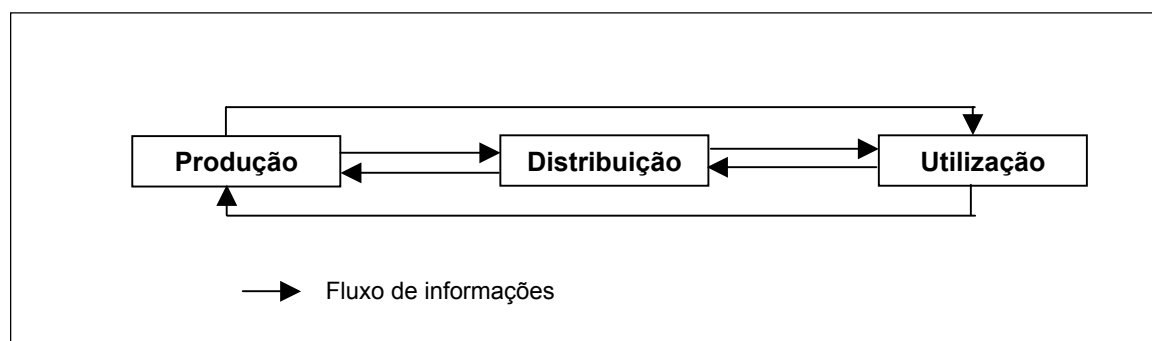 Produção
Distribuição
Utilização
Fluxo de informações